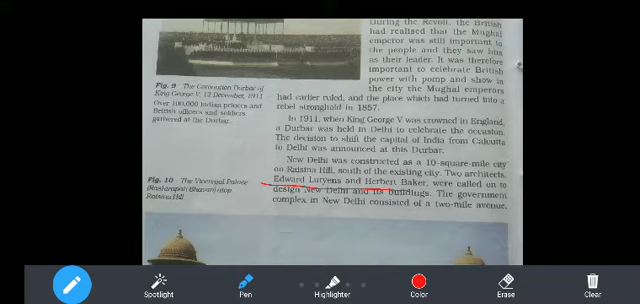 During the Revolt, the British
had realised that the Mughal
emperor was still important to
the people and they saw him
as their leader. It was therefore
important to celebrate British
power with pomp and show in
the city the Mughal emperors
had earlier ruled, and the place which had turned into a
rebel stronghold in 1857.
Fig. 9 The Coronation Durbar of
King George V, 12 December, 1911
Over 100,000 Indian princes and
British officers and soldiers
gathered at the Durbar.
In 1911, when King George V was crowned in England,
a Durbar was held in Delhi to celebrate the occasion.
The decision to shift the capital of India from Calcutta
to Delhi was announced at this Durbar.
New Delhi was constructed as a 10-square-mile city
on Raisina Hill, south of the existing city. Two architects,
Edward Lutyens and Herbert Baker, were called on to
design New Delhi and its buildings. The government
complex in New Delhi consisted of a two-mile avenue,
Fig. 10 The Viceregal Palace
(Rashtrapati Bhavan) atop
Raisina Hill
Spotlight
Pen
Highlighter
Color
Erase
Clear